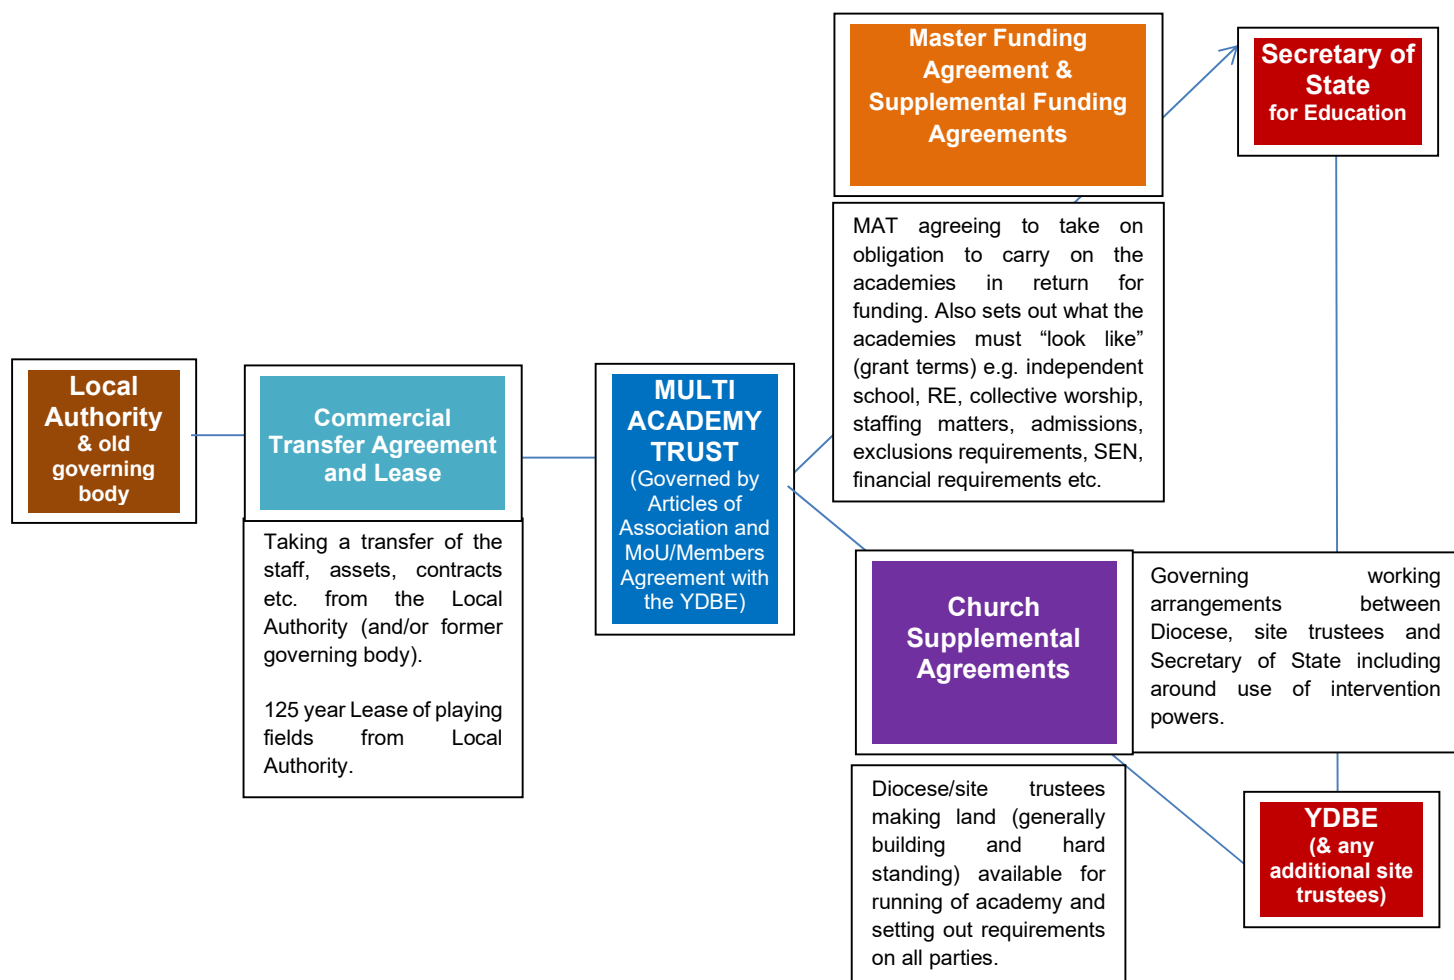 Local
Authority
& old
governing
body
Commercial
Transfer Agreement
and Lease
Taking a transfer of the
staff, assets, contracts
etc. from the Local
Authority (and/or former
governing body).
125 year Lease of playing
fields from Local
Authority.
MULTI
ACADEMY
TRUST
(Governed by
Articles of
Association and
MoU/Members
Agreement with
the YDBE)
Master Funding
Agreement &
Supplemental Funding
Agreements
MAT agreeing to take on
obligation to carry on the
academies in return for
funding. Also sets out what the
academies must “look like”
(grant terms) e.g. independent
school, RE, collective worship,
staffing matters, admissions,
exclusions requirements, SEN,
financial requirements etc.
Secretary of
State
for Education
Church
Supplemental
Agreements
Governing working
arrangements between
Diocese, site trustees and
Secretary of State including
around use of intervention
powers.
Diocese/site trustees
making land (generally
building and hard
standing) available for
running of academy and
setting out requirements
on all parties.
YDBE
(& any
additional site
trustees)